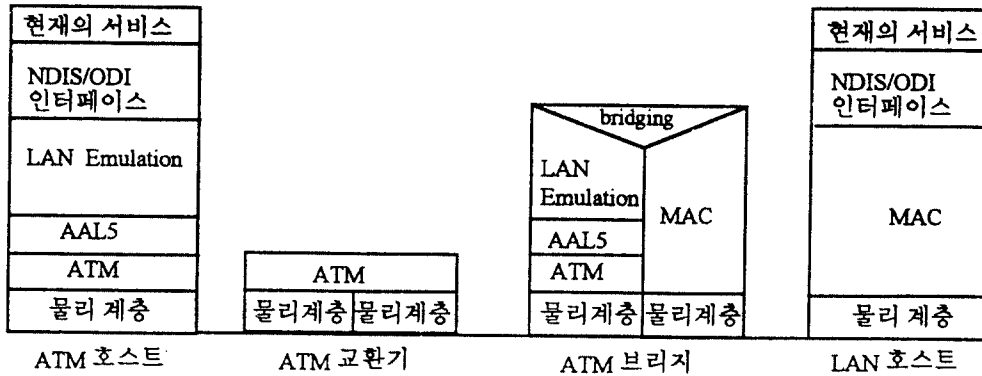 현재의 서비스
NDIS/ODI
인터페이스
LAN Emulation
AAL5
ATM
물리 계층
ATM 호스트
ATM
물리계층 물리계층
ATM 교환기
bridging
LAN
Emulation
AAL5
ATM
MAC
물리계층 물리계층
ATM 브리지
현재의 서비스
NDIS/ODI
인터페이스
MAC
물리 계층
LAN 호스트